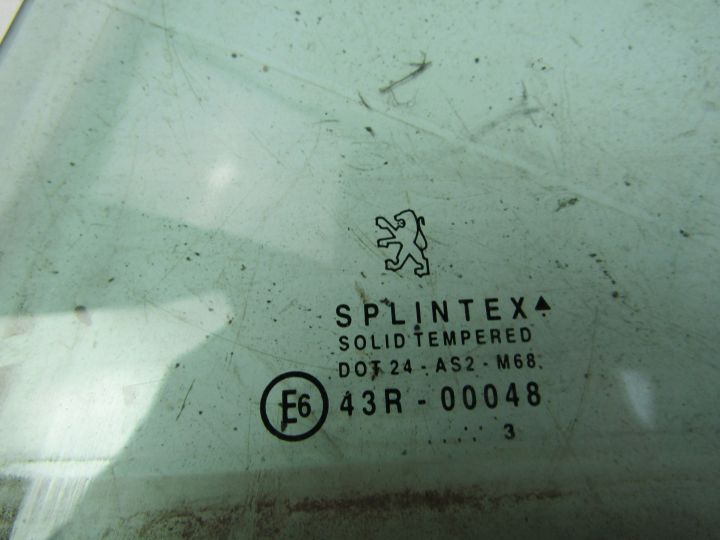 SPLINTEX▲
SOLID TEMPERED
DOT 24 - AS2 - M68
E6 43R - 00048
....:: 3